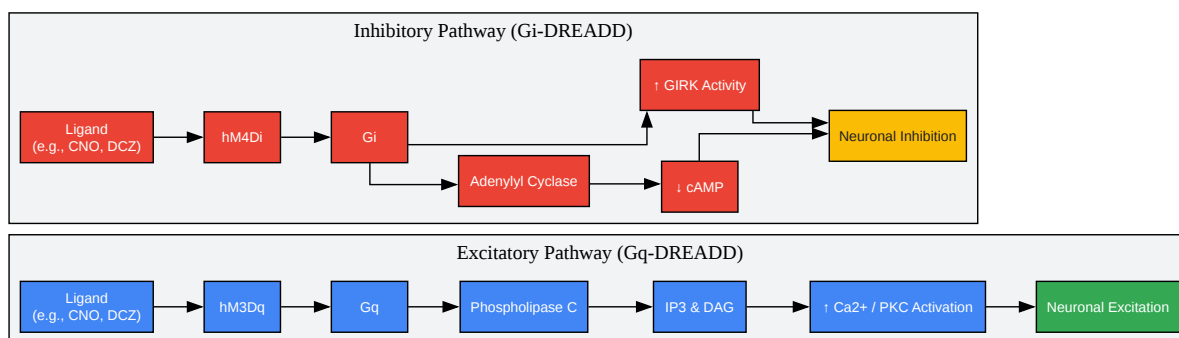 Inhibitory Pathway (Gi-DREADD)
↑ GIRK Activity
Ligand
(e.g., CNO, DCZ)
hM4Di
Gi
Neuronal Inhibition
Adenylyl Cyclase
↓ cAMP
Excitatory Pathway (Gq-DREADD)
Ligand
(e.g., CNO, DCZ)
hM3Dq
Gq
Phospholipase C
IP3 & DAG
↑ Ca2+ / PKC Activation
Neuronal Excitation